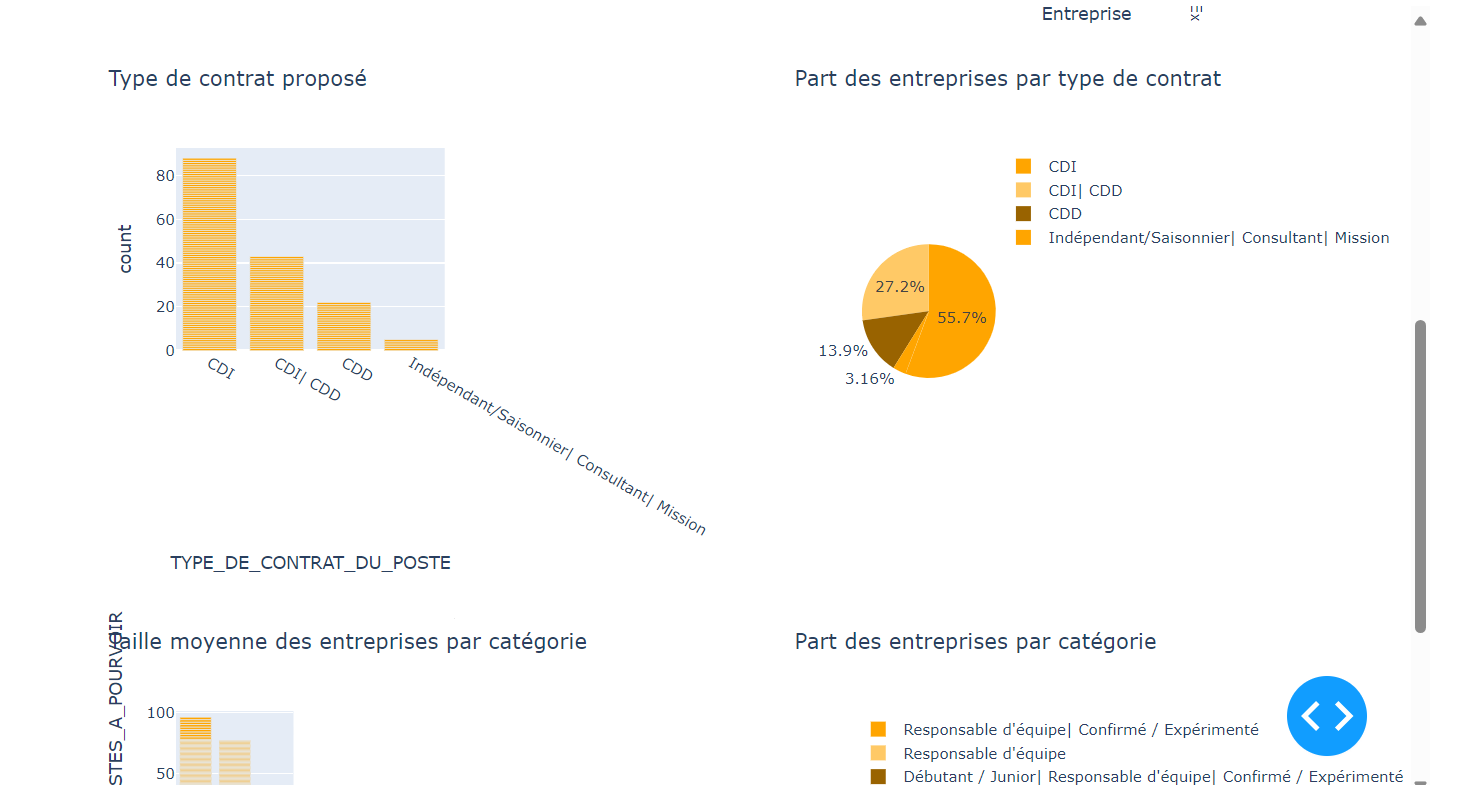 Entreprise
Type de contrat proposé
Part des entreprises par type de contrat
80
60
40
20
0
count
CDI
CDI| CDD
CDD
Indépendant/Saisonnier| Consultant| Mission
TYPE_DE_CONTRAT_DU_POSTE
CDI
CDI| CDD
CDD
Indépendant/Saisonnier| Consultant| Mission
27.2%
55.7%
13.9%
3.16%
aille moyenne des entreprises par catégorie
Part des entreprises par catégorie
STES_A_POURVOIR
100
50
Responsable d'équipe| Confirmé / Expérimenté
Responsable d'équipe
Débutant / Junior| Responsable d'équipe| Confirmé / Expérimenté